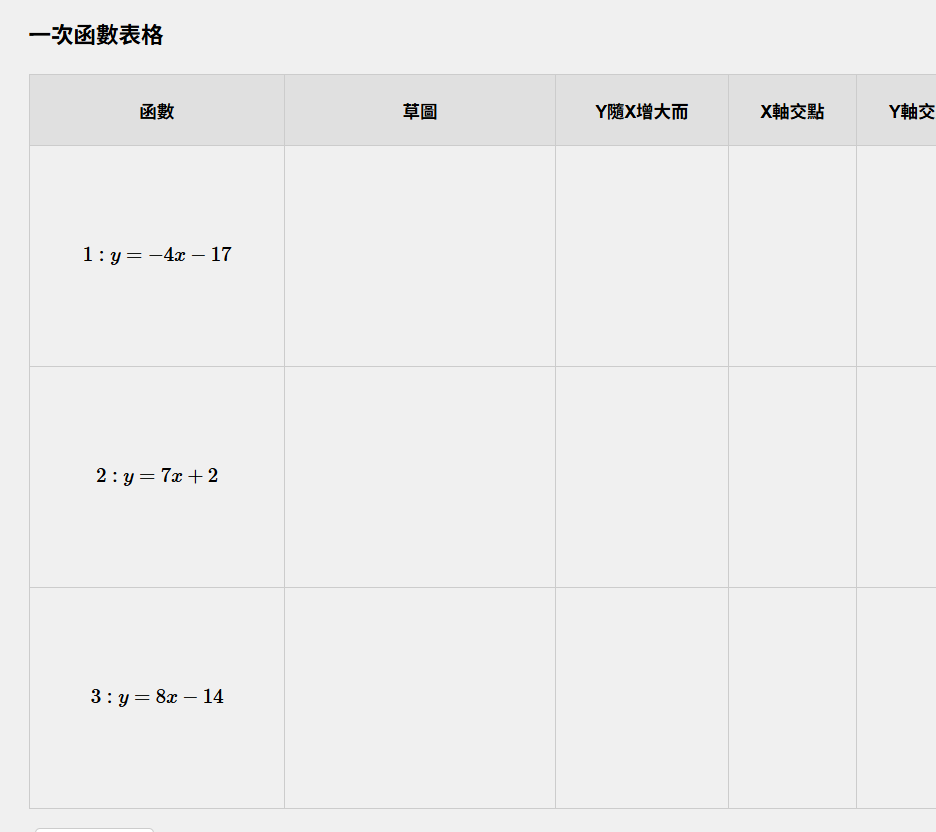 一次函數表格
函數 草圖 Y隨X增大而 X軸交點 Y軸交
1 : y = −4x − 17
2 : y = 7x + 2
3 : y = 8x − 14